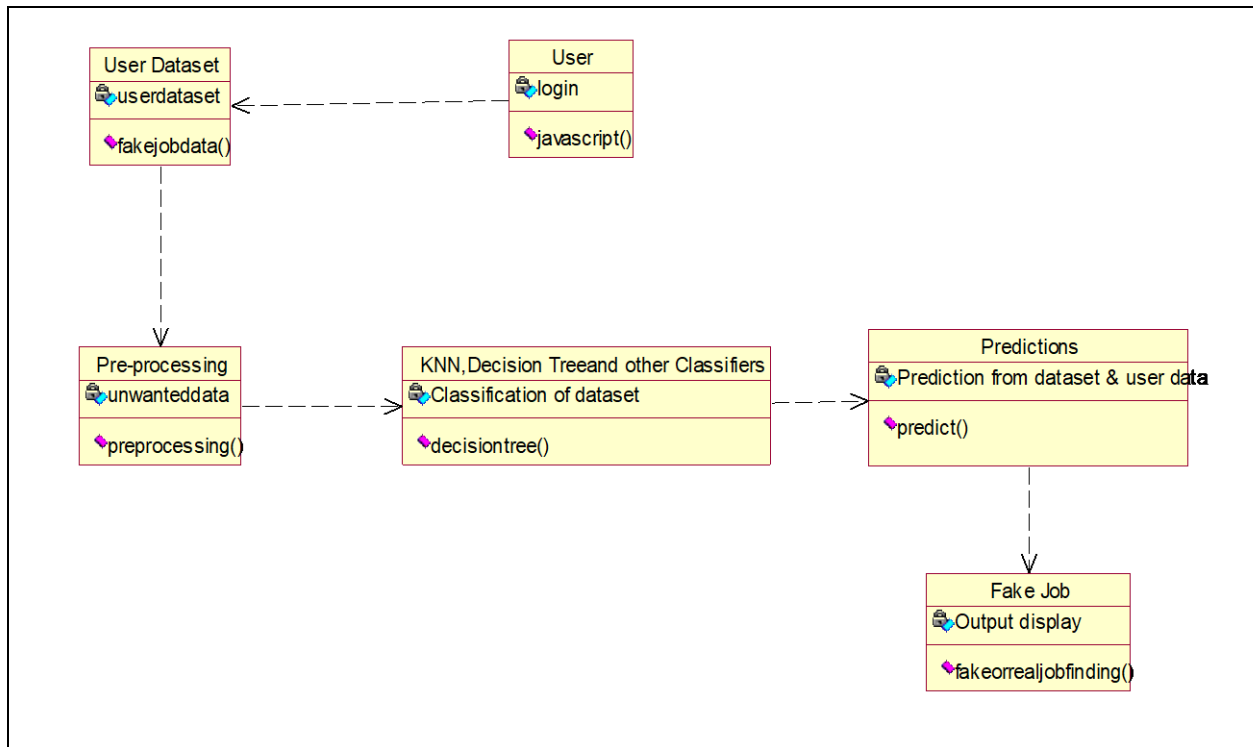 User Dataset
userdataset
fakejobdata()
User
login
javascript()
Pre-processing
unwanteddata
preprocessing()
KNN,Decision Treeand other Classifiers
Classification of dataset
decisiontree()
Predictions
Prediction from dataset & user data
predict()
Fake Job
Output display
fakeorrealjobfinding()